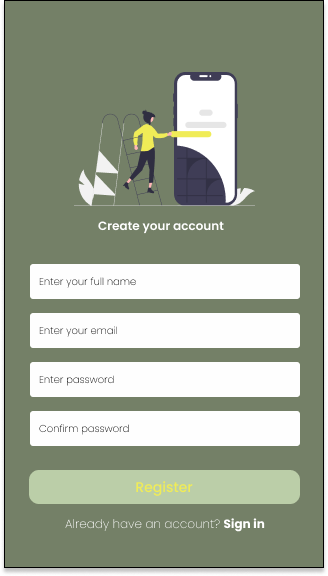 Create your account
Enter your full name
Enter your email
Enter password
Confirm password
Register
Already have an account? Sign in